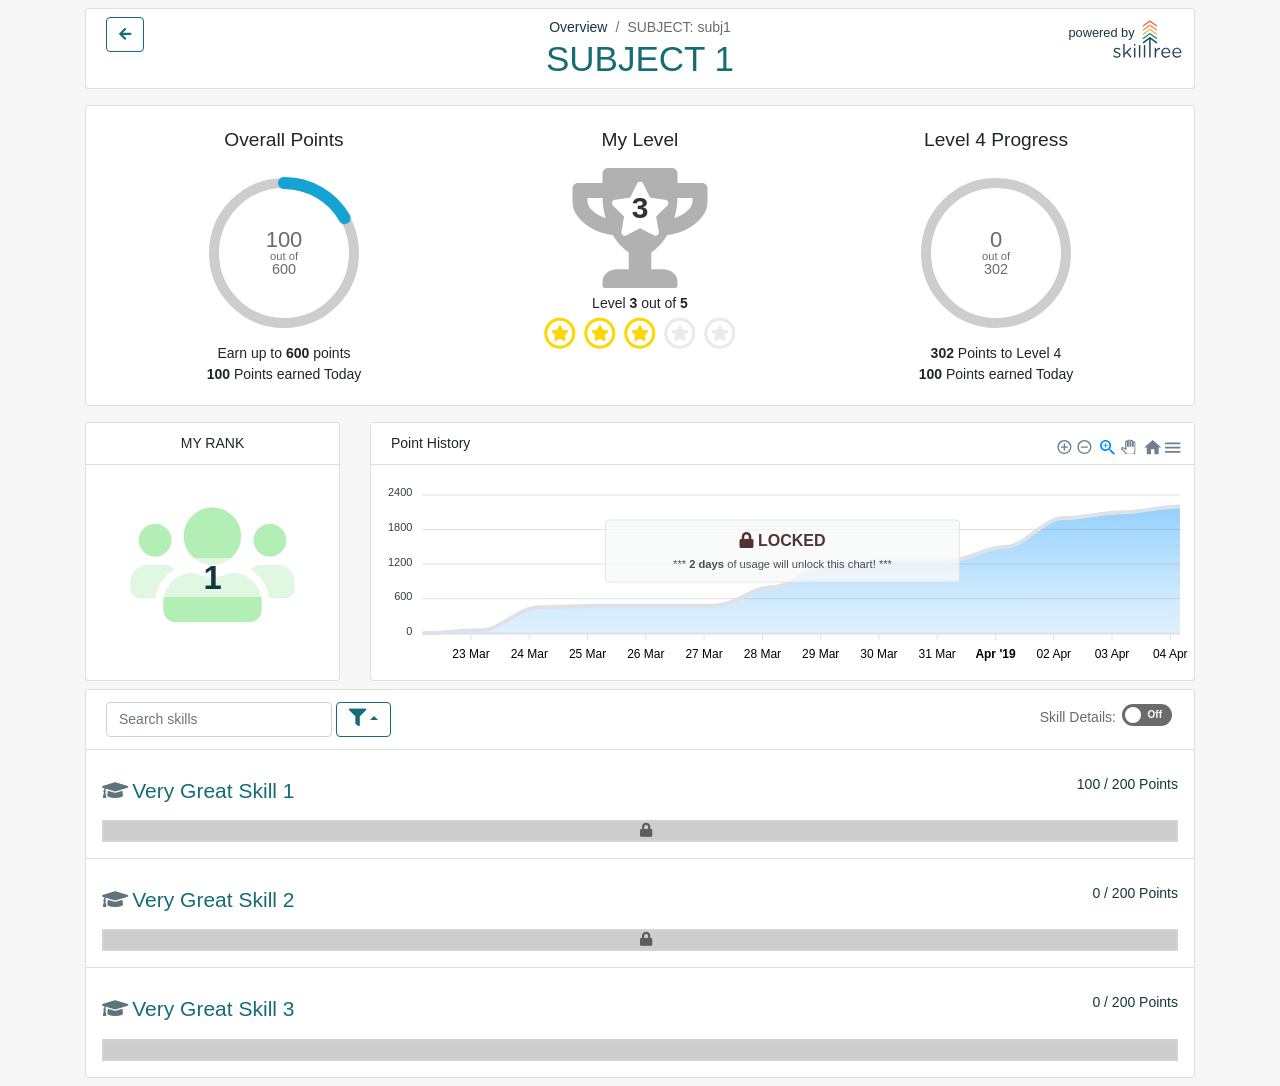 Overview / SUBJECT: subj1
SUBJECT 1
powered by
skilltree
Overall Points
100
out of
600
Earn up to 600 points
100 Points earned Today
My Level
3
Level 3 out of 5
Level 4 Progress
0
out of
302
302 Points to Level 4
100 Points earned Today
MY RANK
1
Point History
2400
1800
1200
600
0
LOCKED
*** 2 days of usage will unlock this chart! ***
23 Mar 24 Mar 25 Mar 26 Mar 27 Mar 28 Mar 29 Mar 30 Mar 31 Mar Apr '19 02 Apr 03 Apr 04 Apr
Search skills
Skill Details: Off
Very Great Skill 1
100 / 200 Points
Very Great Skill 2
0 / 200 Points
Very Great Skill 3
0 / 200 Points